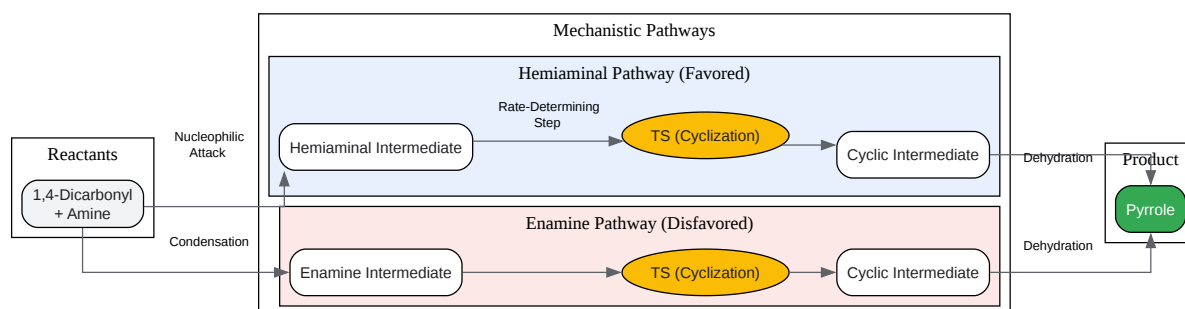 Mechanistic Pathways
Hemiaminal Pathway (Favored)
Rate-Determining
Step
Nucleophilic
Attack
Reactants
Hemiaminal Intermediate
TS (Cyclization)
Cyclic Intermediate
Dehydration
Product
1,4-Dicarbonyl
+ Amine
Pyrrole
Enamine Pathway (Disfavored)
Condensation
Enamine Intermediate
TS (Cyclization)
Cyclic Intermediate
Dehydration